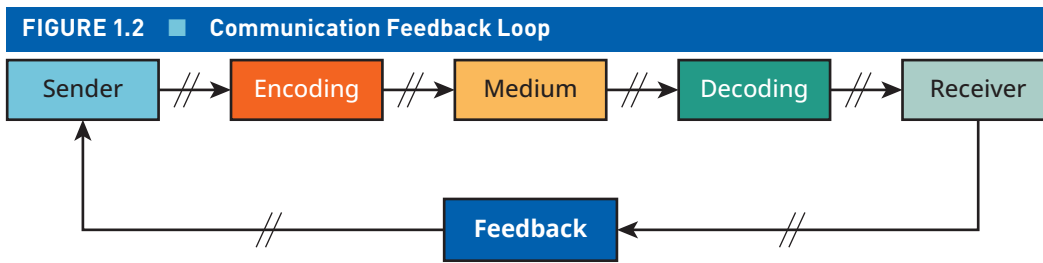 FIGURE 1.2 ■ Communication Feedback Loop
Sender Encoding Medium Decoding Receiver
Feedback